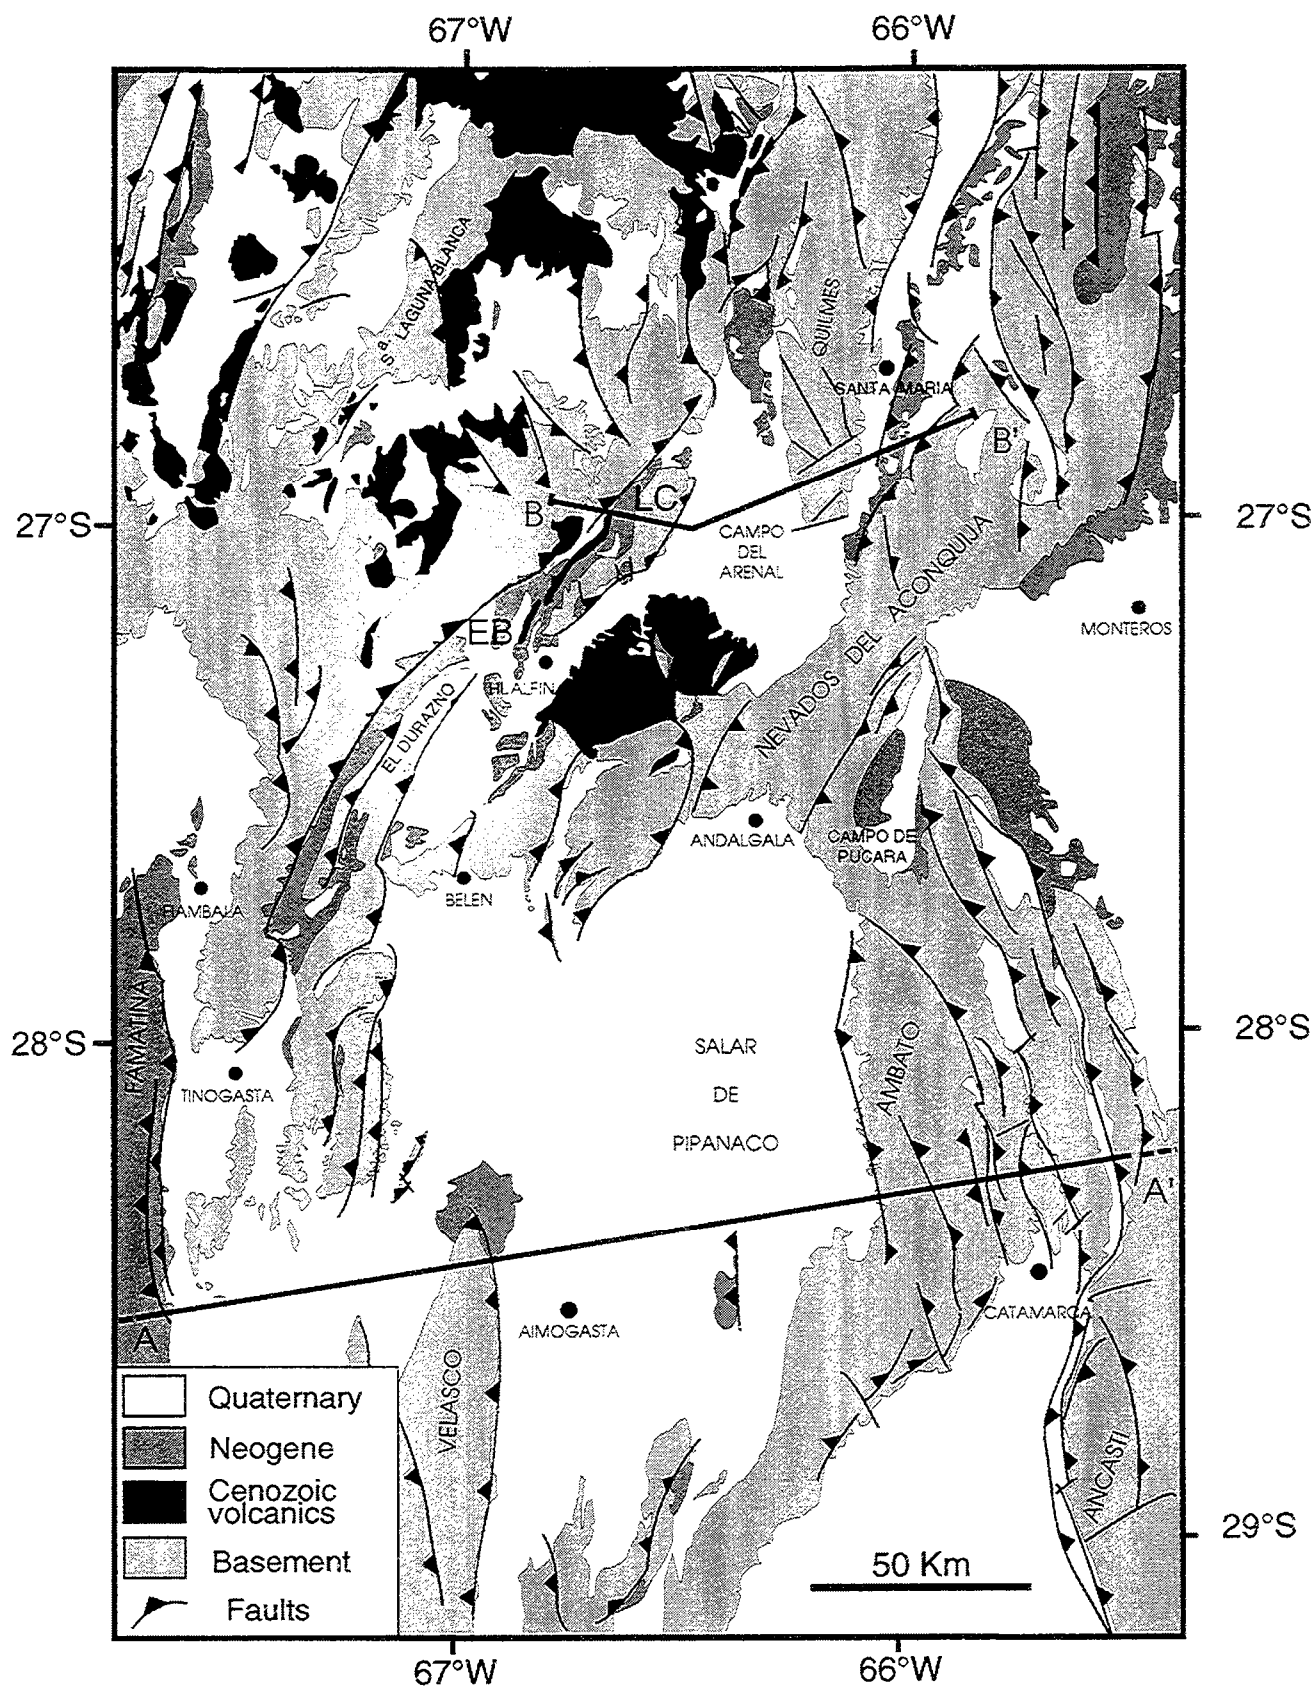 67°W
66°W
Sa. LAGUNA BLANCA
QUILMES
SANTA MARIA
B'
LC
B
27°S
27°S
CAMPO
DEL
ARENAL
MONTEROS
EB
HUALFIN
EL DURAZNO
NEVADOS DEL ACONQUIJA
ANDALGALA
CAMPO DE
PUCARA
BELEN
FIAMBALA
FAMATINA
28°S
28°S
SALAR
DE
PIPANACO
AMBATO
TINOGASTA
A'
A
AIMOGASTA
CATAMARCA
VELASCO
ANCASTI
Quaternary
Neogene
Cenozoic
volcanics
Basement
Faults
50 Km
29°S
67°W
66°W